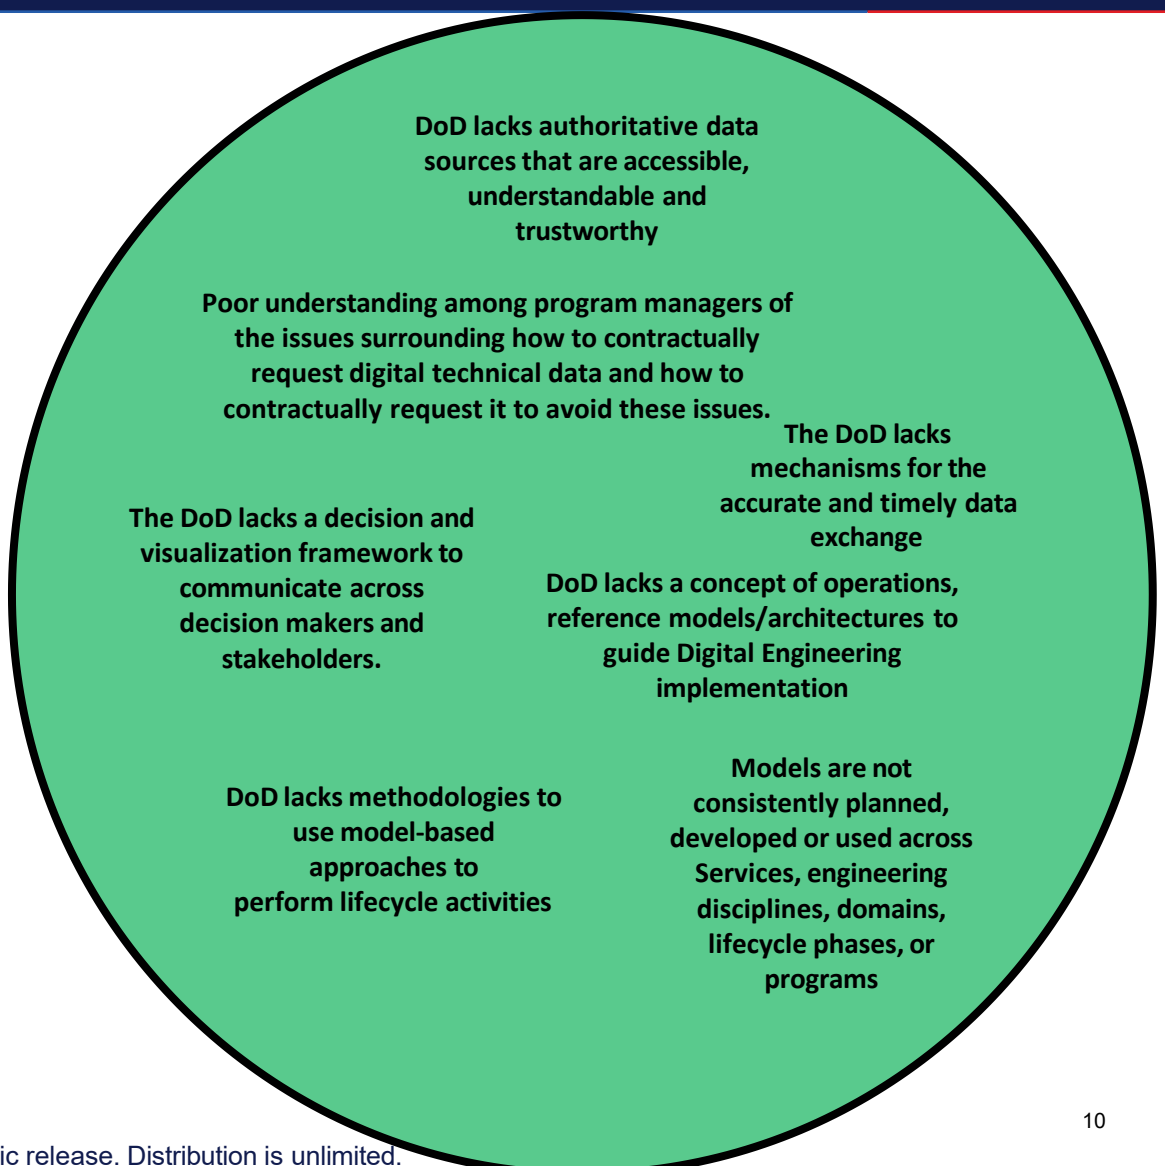 DoD lacks authoritative data
sources that are accessible,
understandable and
trustworthy
Poor understanding among program managers of
the issues surrounding how to contractually
request digital technical data and how to
contractually request it to avoid these issues.
The DoD lacks
mechanisms for the
accurate and timely data
exchange
The DoD lacks a decision and
visualization framework to
communicate across
decision makers and
stakeholders.
DoD lacks a concept of operations,
reference models/architectures to
guide Digital Engineering
implementation
DoD lacks methodologies to
use model-based
approaches to
perform lifecycle activities
Models are not
consistently planned,
developed or used across
Services, engineering
disciplines, domains,
lifecycle phases, or
programs
10
ic release. Distribution is unlimited.